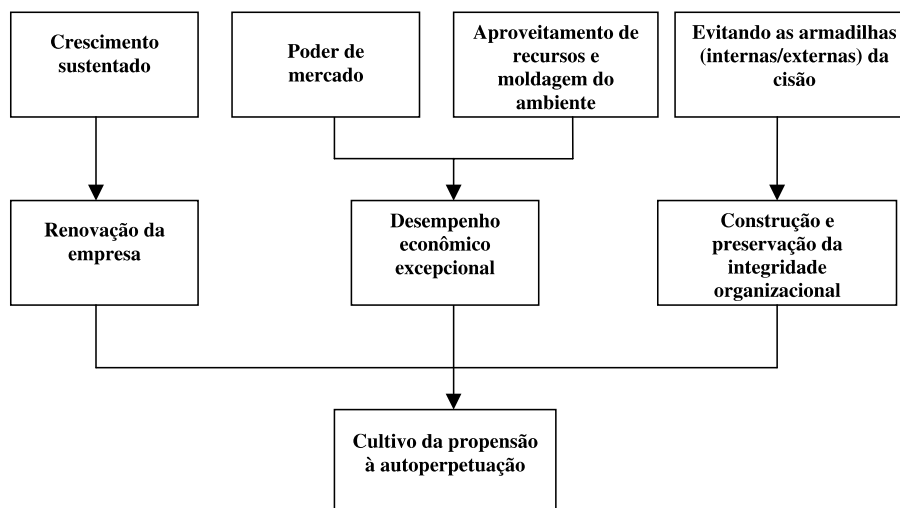 Crescimento
sustentado
Poder de
mercado
Aproveitamento de
recursos e
moldagem do
ambiente
Evitando as armadilhas
(internas/externas) da
cisão
Renovação da
empresa
Desempenho
econômico
excepcional
Construção e
preservação da
integridade
organizacional
Cultivo da propensão
à autoperpetuação